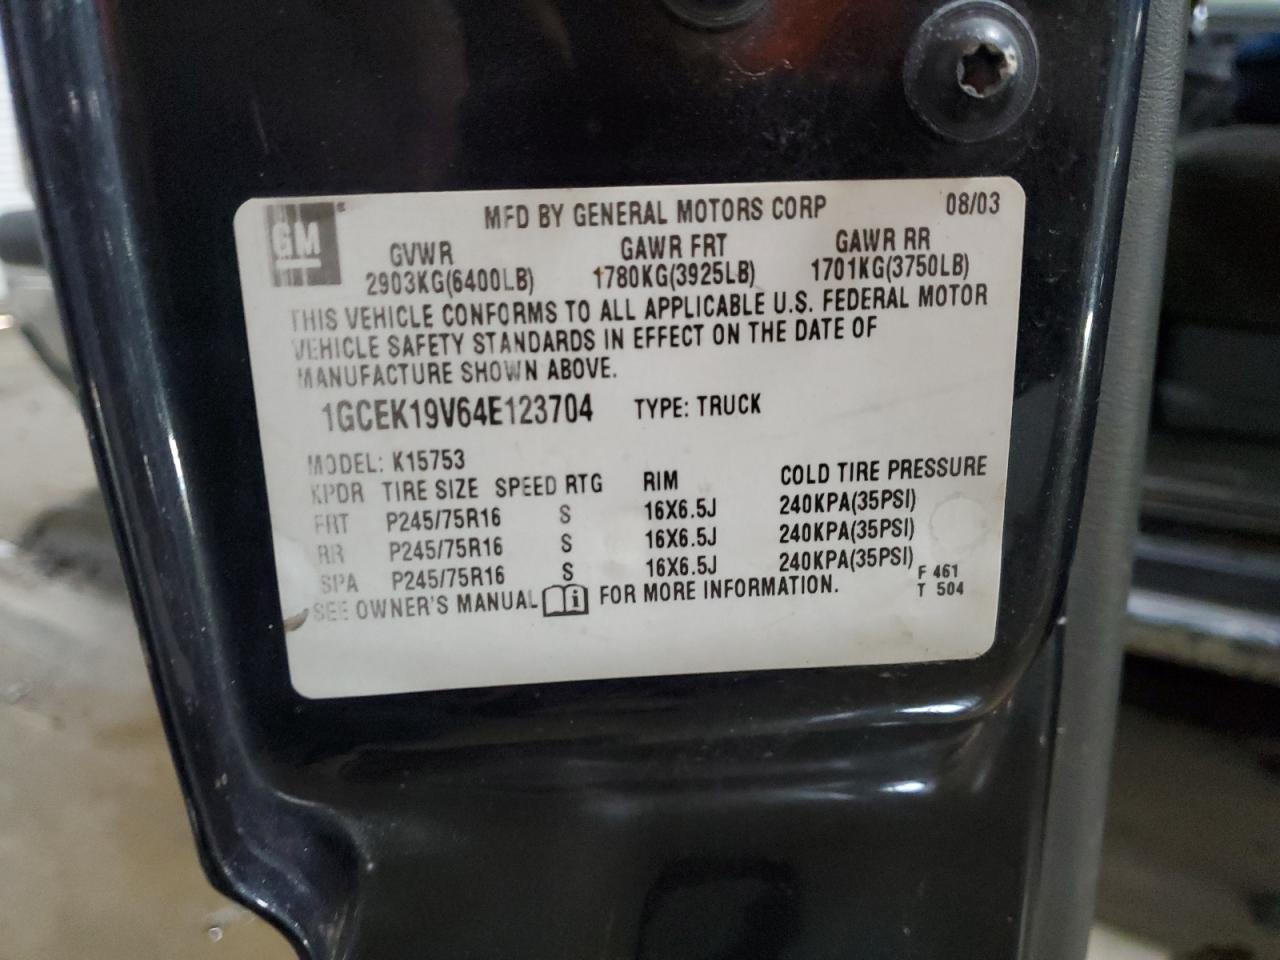 GM
MFD BY GENERAL MOTORS CORP 08/03
GVWR GAWR FRT GAWR RR
2903KG(6400LB) 1780KG(3925LB) 1701KG(3750LB)
THIS VEHICLE CONFORMS TO ALL APPLICABLE U.S. FEDERAL MOTOR
VEHICLE SAFETY STANDARDS IN EFFECT ON THE DATE OF
MANUFACTURE SHOWN ABOVE.
1GCEK19V64E123704 TYPE: TRUCK
MODEL: K15753
KPDR TIRE SIZE SPEED RTG RIM COLD TIRE PRESSURE
FRT P245/75R16 S 16X6.5J 240KPA(35PSI)
RR P245/75R16 S 16X6.5J 240KPA(35PSI)
SPA P245/75R16 S 16X6.5J 240KPA(35PSI)
SEE OWNER'S MANUAL i FOR MORE INFORMATION.
F 461
T 504